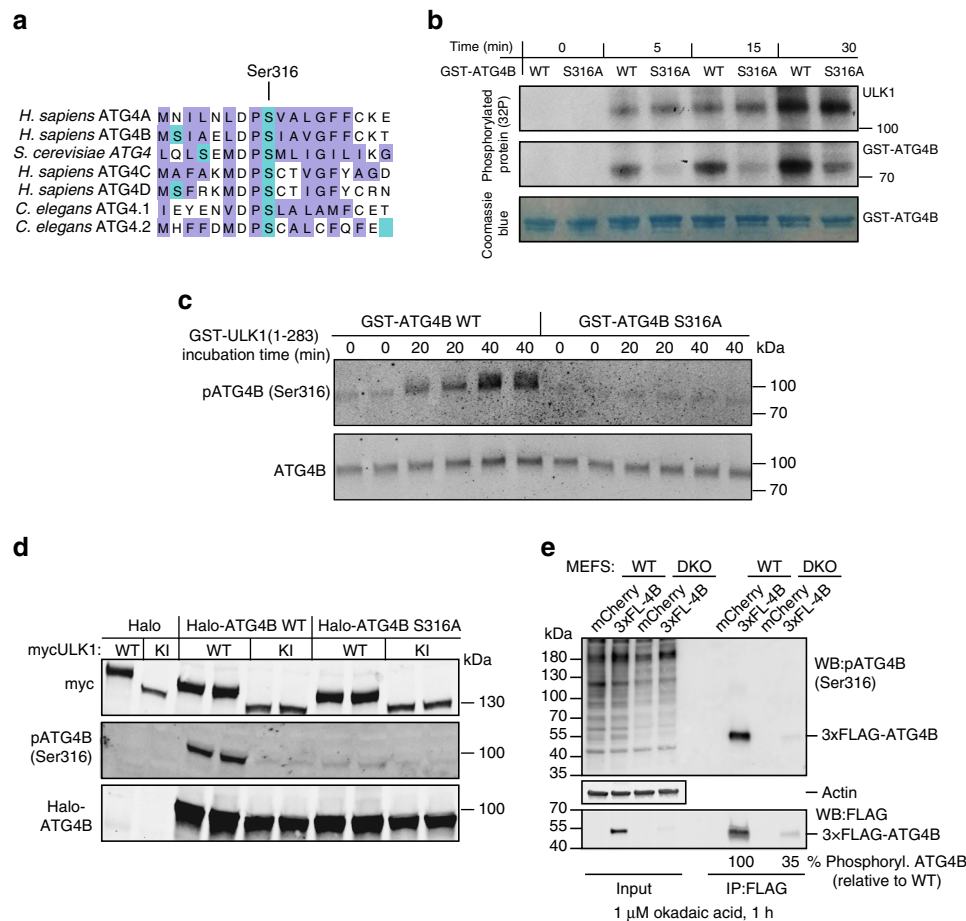 a
Ser316
H. sapiens ATG4A MNILNLDPSVALGFFCKE
H. sapiens ATG4B MSIAELDPSIAVGFFCKT
S. cerevisiae ATG4 LQLSEMDPSMLIGILIKG
H. sapiens ATG4C MAFAKMDPSCTVGFYAGD
H. sapiens ATG4D MSFRKMDPSCTIGFYCRN
C. elegans ATG4.1 IEYENVDPSLALAMFCET
C. elegans ATG4.2 MHFFDMDPSCALCFQFE
b
Time (min) 0 5 15 30
GST-ATG4B WT S316A WT S316A WT S316A WT S316A
Phosphorylated protein (32P)
ULK1
100
GST-ATG4B
70
Coomassie blue
GST-ATG4B
c
GST-ATG4B WT GST-ATG4B S316A
GST-ULK1(1-283)
incubation time (min) 0 0 20 20 40 40 0 0 20 20 40 40 kDa
pATG4B (Ser316)
100
70
ATG4B
100
70
d
Halo Halo-ATG4B WT Halo-ATG4B S316A
mycULK1: WT KI WT KI WT KI kDa
myc
130
pATG4B
(Ser316)
100
Halo-
ATG4B
100
e
MEFS: WT DKO WT DKO
mCherry 3xFL-4B mCherry 3xFL-4B mCherry 3xFL-4B mCherry 3xFL-4B
kDa
180
130
100
70
55
40
35
WB:pATG4B
(Ser316)
3xFLAG-ATG4B
Actin
70
55
40
WB:FLAG
3xFLAG-ATG4B
100 35 % Phosphoryl. ATG4B
(relative to WT)
Input IP:FLAG
1 μM okadaic acid, 1 h